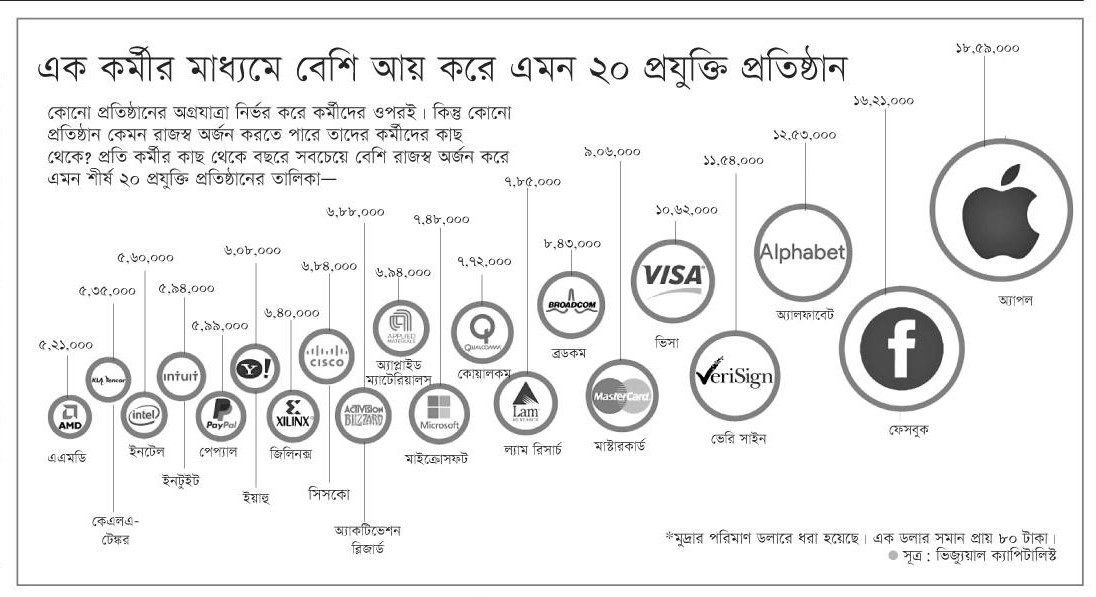 এক কর্মীর মাধ্যমে বেশি আয় করে এমন ২০ প্রযুক্তি প্রতিষ্ঠান
কোনো প্রতিষ্ঠানের অগ্রযাত্রা নির্ভর করে কর্মীদের ওপরই। কিন্তু কোনো
প্রতিষ্ঠান কেমন রাজস্ব অর্জন করতে পারে তাদের কর্মীদের কাছ
থেকে? প্রতি কর্মীর কাছ থেকে বছরে সবচেয়ে বেশি রাজস্ব অর্জন করে
এমন শীর্ষ ২০ প্রযুক্তি প্রতিষ্ঠানের তালিকা—
৫,২১,০০০
AMD
এএমডি
৫,৩৫,০০০
KLA Tencor
কেএলএ-
টেঙ্কর
৫,৬০,০০০
intel
ইনটেল
৫,৯৪,০০০
intuit
ইনটুইট
৫,৯৯,০০০
PayPal
পেপ্যাল
৬,০৮,০০০
Y!
ইয়াহু
৬,৪০,০০০
XILINX
জিলিনক্স
৬,৮৪,০০০
CISCO
সিসকো
৬,৮৮,০০০
ACTIVISION
BLIZZARD
অ্যাকটিভেশন
ব্লিজার্ড
৬,৯৪,০০০
APPLIED
MATERIALS
অ্যাপ্লাইড
ম্যাটেরিয়ালস
৭,৪৮,০০০
Microsoft
মাইক্রোসফট
৭,৭২,০০০
QUALCOMM
কোয়ালকম
৭,৮৫,০০০
Lam
RESEARCH
ল্যাম রিসার্চ
৮,৪৩,০০০
BROADCOM
ব্রডকম
৯,০৬,০০০
MasterCard
মাস্টারকার্ড
১০,৬২,০০০
VISA
ভিসা
১১,৫৪,০০০
VeriSign
ভেরি সাইন
১২,৫৩,০০০
Alphabet
অ্যালফাবেট
১৬,২১,০০০
f
ফেসবুক
১৮,৫৯,০০০
অ্যাপল
*মুদ্রার পরিমাণ ডলারে ধরা হয়েছে। এক ডলার সমান প্রায় ৮০ টাকা।
সূত্র : ভিজ্যুয়াল ক্যাপিটালিস্ট